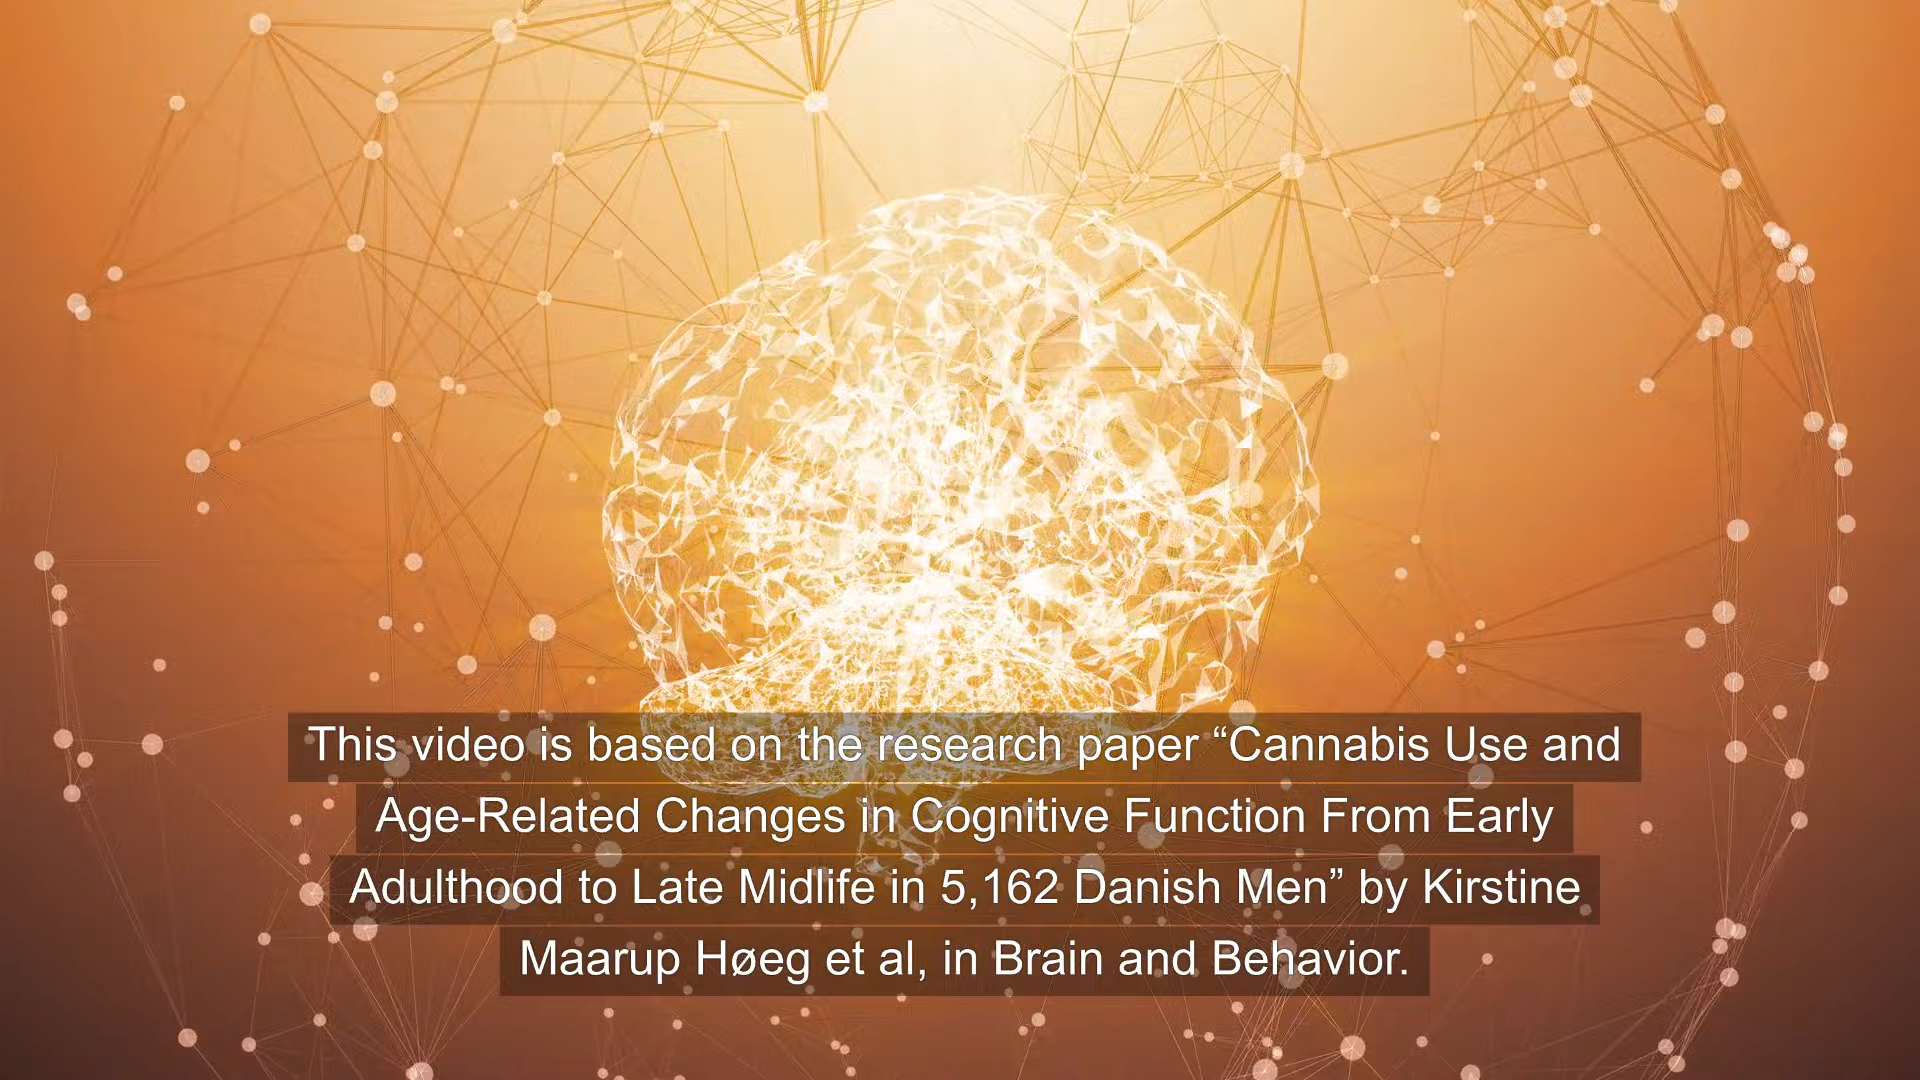 This video is based on the research paper “Cannabis Use and
Age-Related Changes in Cognitive Function From Early
Adulthood to Late Midlife in 5,162 Danish Men” by Kirstine
Maarup Høeg et al, in Brain and Behavior.